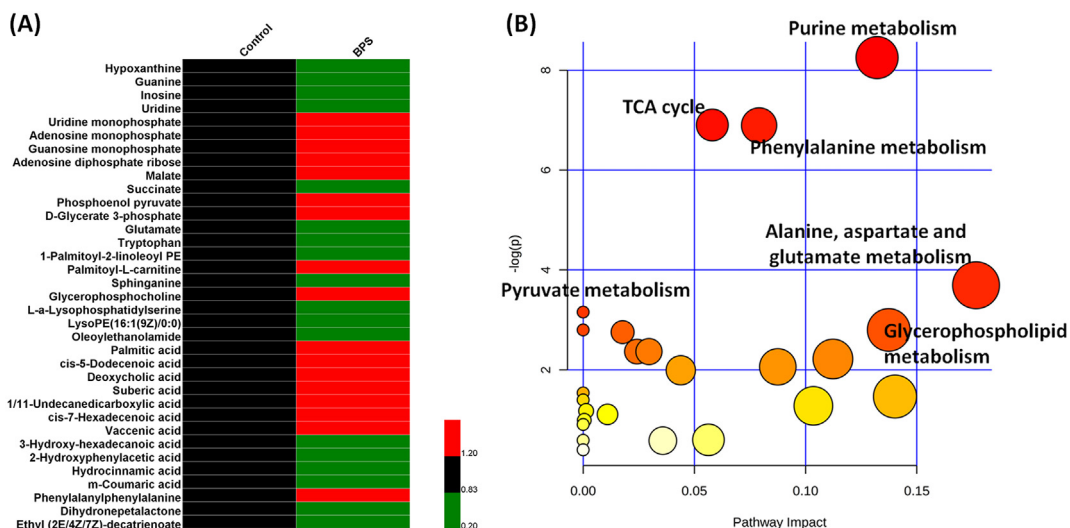 (A)
Control
BPS
Hypoxanthine
Guanine
Inosine
Uridine
Uridine monophosphate
Adenosine monophosphate
Guanosine monophosphate
Adenosine diphosphate ribose
Malate
Succinate
Phosphoenol pyruvate
D-Glycerate 3-phosphate
Glutamate
Tryptophan
1-Palmitoyl-2-linoleoyl PE
Palmitoyl-L-carnitine
Sphinganine
Glycerophosphocholine
L-a-Lysophosphatidylserine
LysoPE(16:1(9Z)/0:0)
Oleoylethanolamide
Palmitic acid
cis-5-Dodecenoic acid
Deoxycholic acid
Suberic acid
1/11-Undecanedicarboxylic acid
cis-7-Hexadecenoic acid
Vaccenic acid
3-Hydroxy-hexadecanoic acid
2-Hydroxyphenylacetic acid
Hydrocinnamic acid
m-Coumaric acid
Phenylalanylphenylalanine
Dihydronepetalactone
Ethyl (2E/4Z/7Z)-decatrienoate
1.20
0.83
0.20
(B)
Purine metabolism
TCA cycle
Phenylalanine metabolism
Alanine, aspartate and
glutamate metabolism
Pyruvate metabolism
Glycerophospholipid
metabolism
-log(p)
8
6
4
2
0.00
0.05
0.10
0.15
Pathway Impact